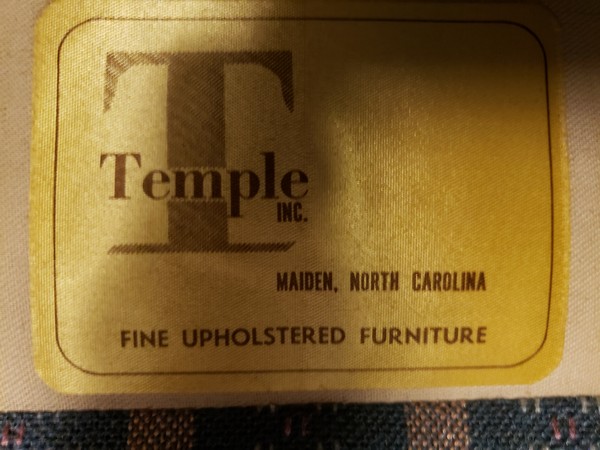 T
Temple
INC.
MAIDEN, NORTH CAROLINA
FINE UPHOLSTERED FURNITURE